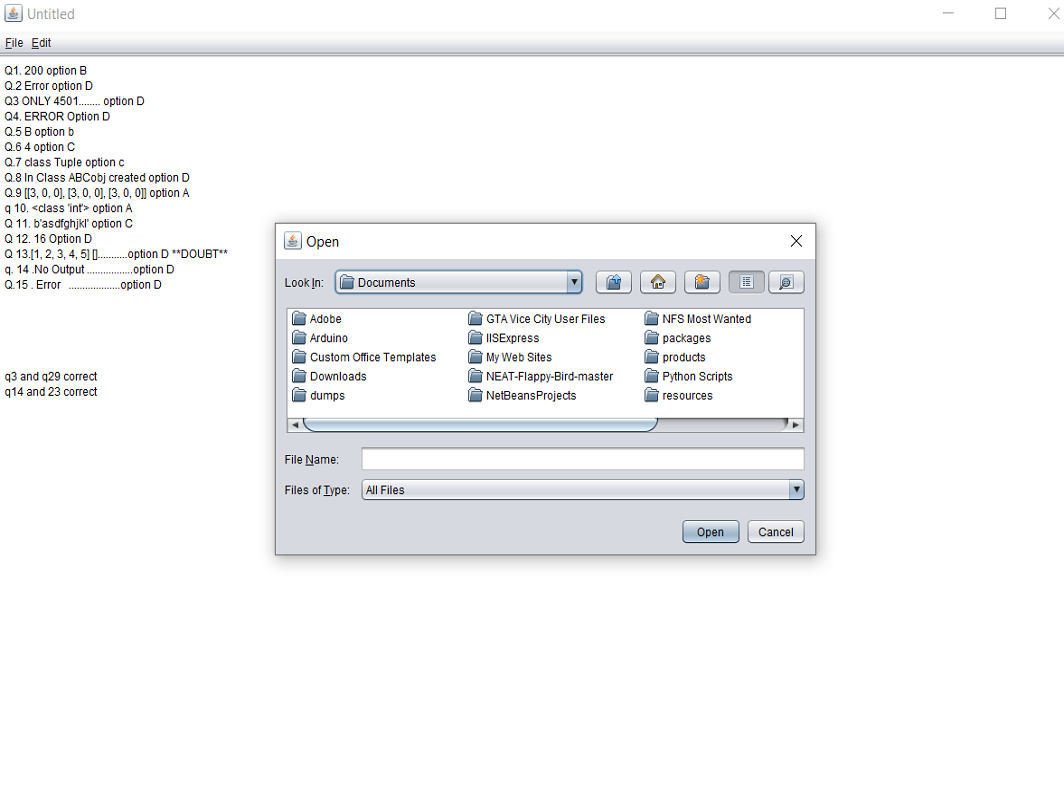 Untitled
File Edit
Q1. 200 option B
Q.2 Error option D
Q3 ONLY 4501........ option D
Q4. ERROR Option D
Q.5 B option b
Q.6 4 option C
Q.7 class Tuple option c
Q.8 In Class ABCobj created option D
Q.9 [[3, 0, 0], [3, 0, 0], [3, 0, 0]] option A
q 10. <class 'int'> option A
Q 11. b'asdfghjkl' option C
Q 12. 16 Option D
Q 13.[1, 2, 3, 4, 5] []...........option D **DOUBT**
q. 14 .No Output .................option D
Q.15 . Error ...................option D
q3 and q29 correct
q14 and 23 correct
Open
Look In: Documents
Adobe GTA Vice City User Files NFS Most Wanted
Arduino IISExpress packages
Custom Office Templates My Web Sites products
Downloads NEAT-Flappy-Bird-master Python Scripts
dumps NetBeansProjects resources
File Name:
Files of Type: All Files
Open Cancel